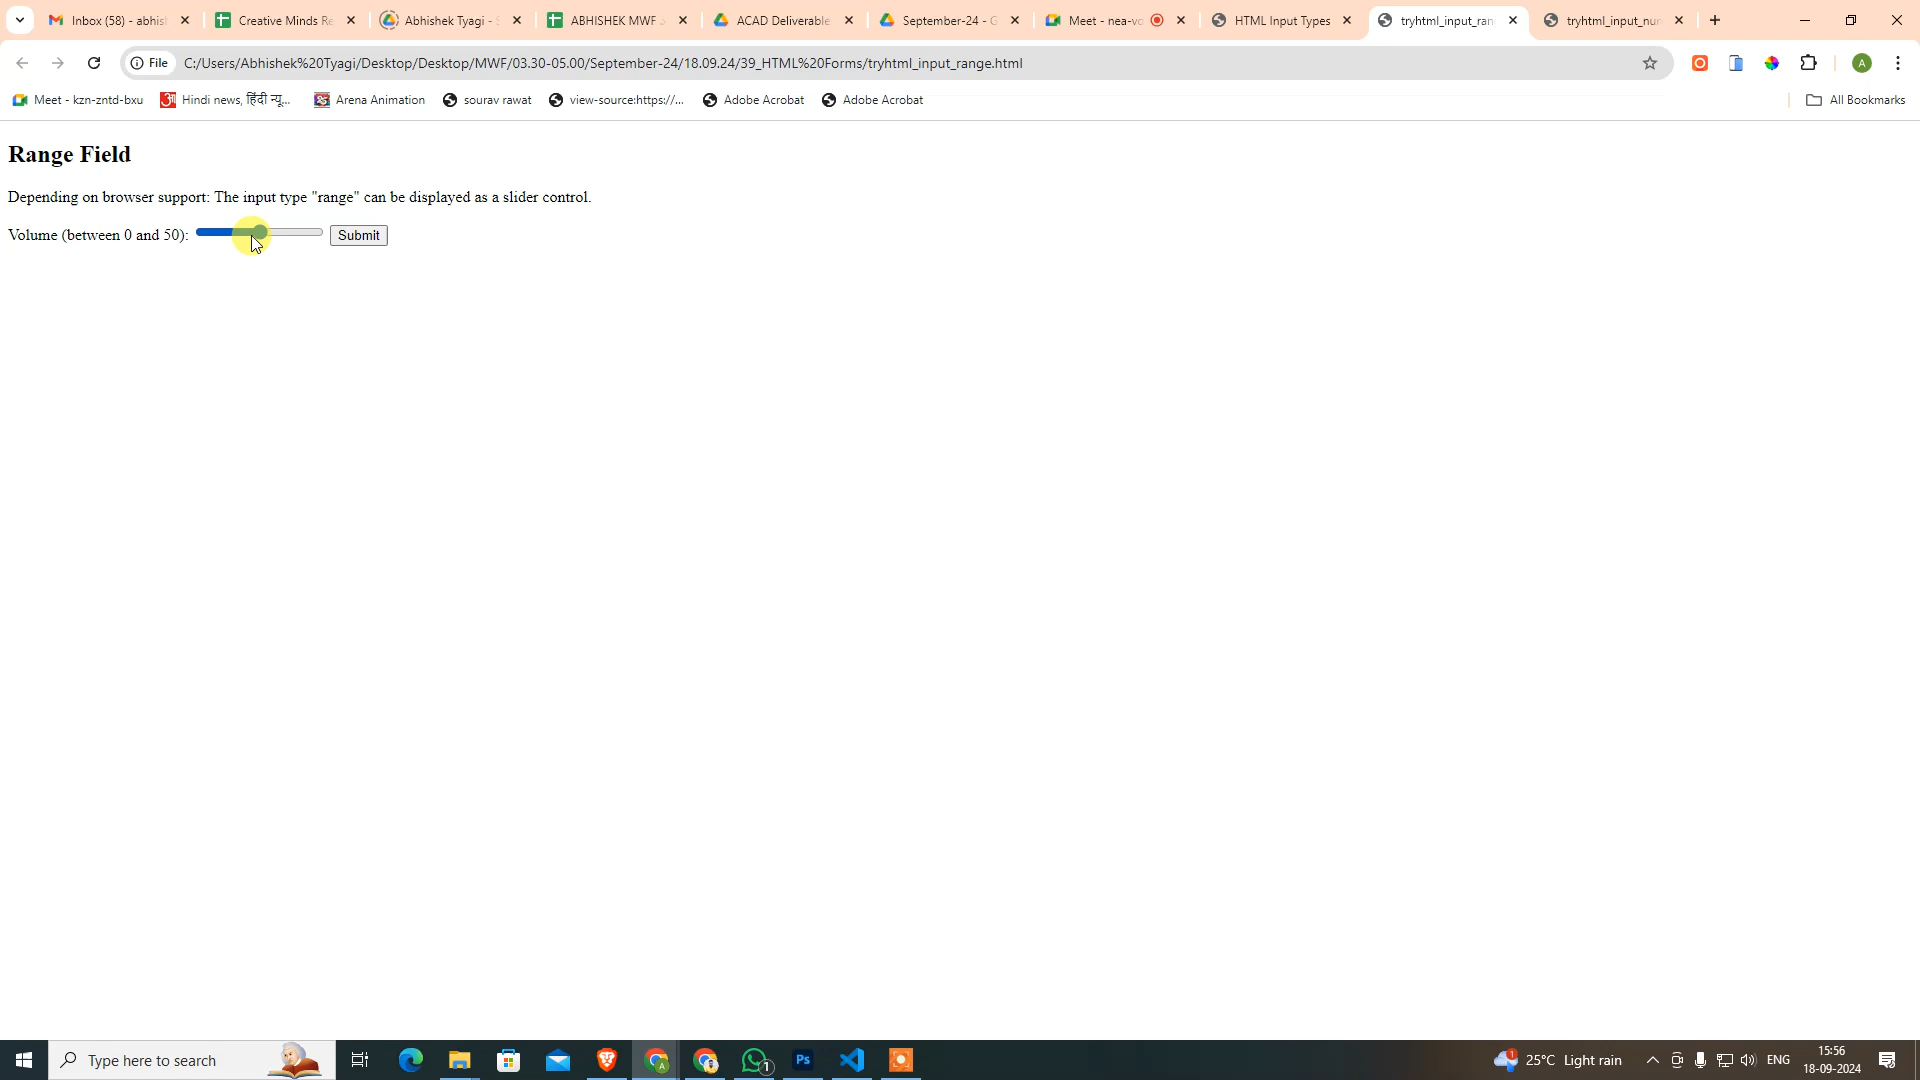 Inbox (58) - abhis
Creative Minds Re
Abhishek Tyagi - S
ABHISHEK MWF
ACAD Deliverable
September-24 - G
Meet - nea-vo
HTML Input Types
tryhtml_input_ran
tryhtml_input_nu
File
C:/Users/Abhishek%20Tyagi/Desktop/Desktop/MWF/03.30-05.00/September-24/18.09.24/39_HTML%20Forms/tryhtml_input_range.html
A
Meet - kzn-zntd-bxu
Hindi news, हिंदी न्यू...
Arena Animation
sourav rawat
view-source:https://...
Adobe Acrobat
Adobe Acrobat
All Bookmarks
Range Field
Depending on browser support: The input type "range" can be displayed as a slider control.
Volume (between 0 and 50):
Submit
Type here to search
A
1
Ps
1
25°C Light rain
ENG
15:56
18-09-2024